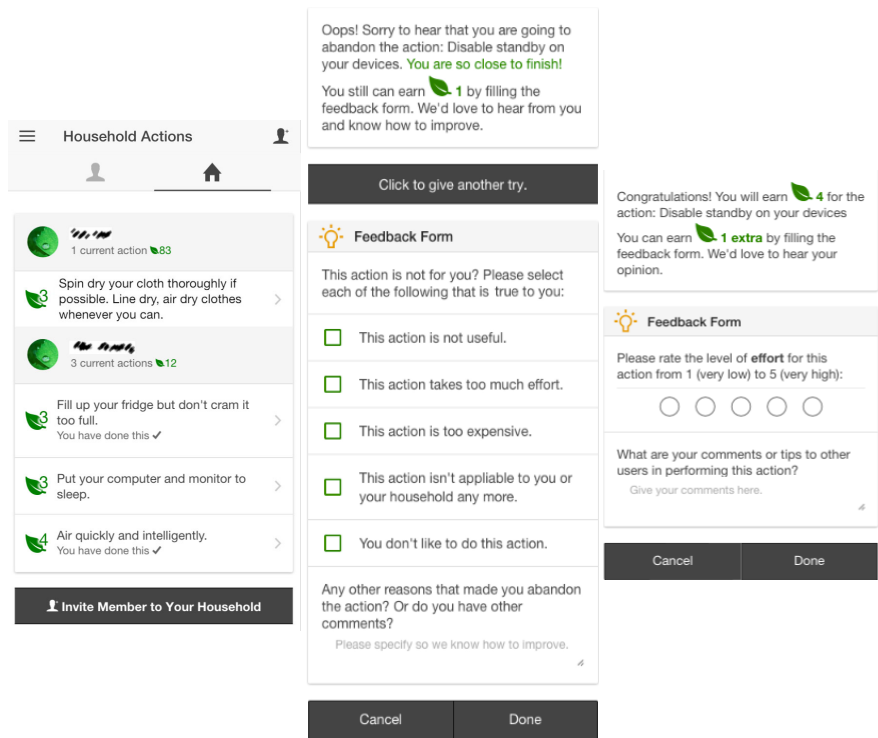 Household Actions
1 current action 83
3
Spin dry your cloth thoroughly if
possible. Line dry, air dry clothes
whenever you can.
3 current actions 12
3
Fill up your fridge but don't cram it
too full.
You have done this ✓
3
Put your computer and monitor to
sleep.
4
Air quickly and intelligently.
You have done this ✓
Invite Member to Your Household
Oops! Sorry to hear that you are going to
abandon the action: Disable standby on
your devices. You are so close to finish!
You still can earn 1 by filling the
feedback form. We'd love to hear from you
and know how to improve.
Click to give another try.
Feedback Form
This action is not for you? Please select
each of the following that is true to you:
This action is not useful.
This action takes too much effort.
This action is too expensive.
This action isn't appliable to you or
your household any more.
You don't like to do this action.
Any other reasons that made you abandon
the action? Or do you have other
comments?
Please specify so we know how to improve.
Cancel
Done
Congratulations! You will earn 4 for the
action: Disable standby on your devices
You can earn 1 extra by filling the
feedback form. We'd love to hear your
opinion.
Feedback Form
Please rate the level of effort for this
action from 1 (very low) to 5 (very high):
What are your comments or tips to other
users in performing this action?
Give your comments here.
Cancel
Done